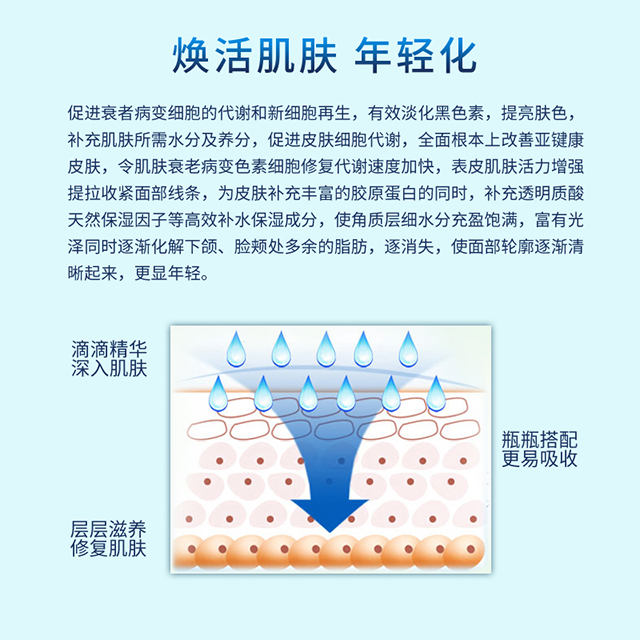 焕活肌肤 年轻化
促进衰者病变细胞的代谢和新细胞再生，有效淡化黑色素，提亮肤色，
补充肌肤所需水分及养分，促进皮肤细胞代谢，全面根本上改善亚键康
皮肤，令肌肤衰老病变色素细胞修复代谢速度加快，表皮肌肤活力增强
提拉收紧面部线条，为皮肤补充丰富的胶原蛋白的同时，补充透明质酸
天然保湿因子等高效补水保湿成分，使角质层细水分充盈饱满，富有光
泽同时逐渐化解下颌、脸颊处多余的脂肪，逐消失，使面部轮廓逐渐清
晰起来，更显年轻。
滴滴精华
深入肌肤
瓶瓶搭配
更易吸收
层层滋养
修复肌肤